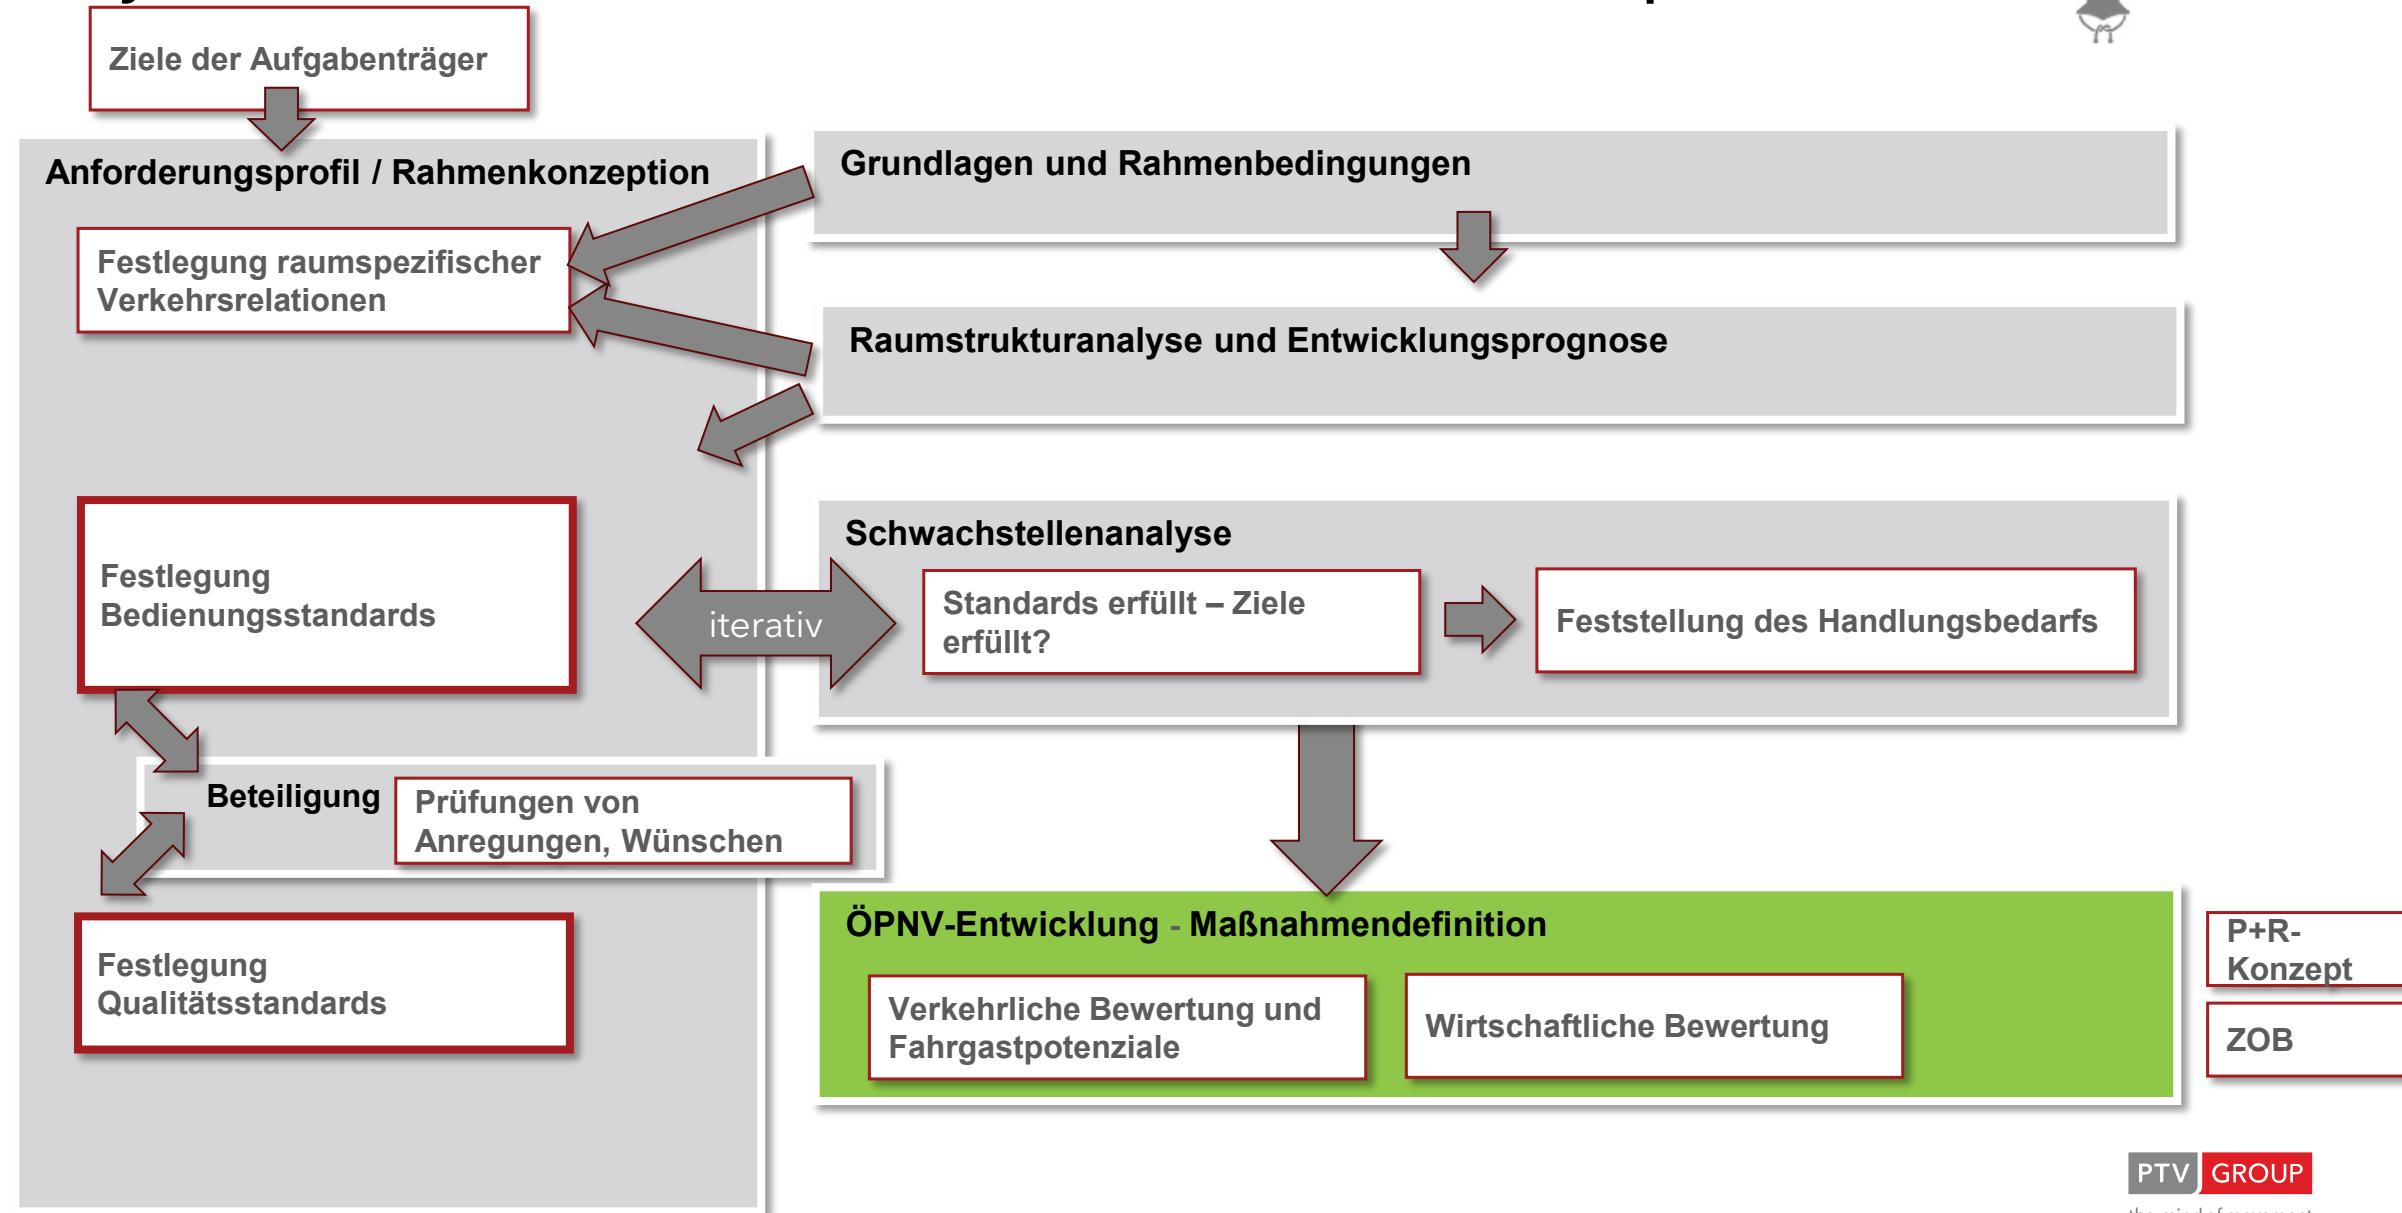 Ziele der Aufgabenträger
Anforderungsprofil / Rahmenkonzeption
Festlegung raumspezifischer
Verkehrsrelationen
Grundlagen und Rahmenbedingungen
Raumstrukturanalyse und Entwicklungsprognose
Festlegung
Bedienungsstandards
iterativ
Schwachstellenanalyse
Standards erfüllt – Ziele
erfüllt?
Feststellung des Handlungsbedarfs
Beteiligung
Prüfungen von
Anregungen, Wünschen
Festlegung
Qualitätsstandards
ÖPNV-Entwicklung - Maßnahmendefinition
Verkehrliche Bewertung und
Fahrgastpotenziale
Wirtschaftliche Bewertung
P+R-
Konzept
ZOB
PTV GROUP